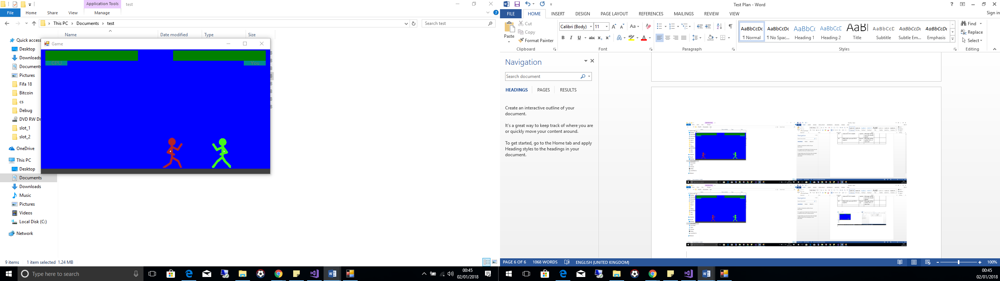 Application Tools
test
File
Home
Share
View
Manage
This PC
Documents
test
Search test
Name
Date modified
Type
Size
Quick access
Desktop
Downloads
Documents
Pictures
Fifa 18
Bitcoin
cs
Debug
DVD RW Dr
slot_1
slot_2
OneDrive
This PC
Desktop
Documents
Downloads
Music
Pictures
Videos
Local Disk (C:)
Network
Game
CPU
You
9 items
1 item selected 1.24 MB
Type here to search
00:45
02/01/2018
Test Plan - Word
FILE
HOME
INSERT
DESIGN
PAGE LAYOUT
REFERENCES
MAILINGS
REVIEW
VIEW
Sign in
Paste
Cut
Copy
Format Painter
Clipboard
Calibri (Body)
11
Font
Paragraph
AaBbCcDc
¶ Normal
AaBbCcDc
¶ No Spac...
AaBbC
Heading 1
AaBbCcD
Heading 2
AaB
Title
AaBbCcD
Subtitle
AaBbCcDc
Subtle Em...
AaBbCcDc
Emphasis
Styles
Find
Replace
Select
Editing
Navigation
Search document
HEADINGS
PAGES
RESULTS
Create an interactive outline of your
document.
It's a great way to keep track of where you are
or quickly move your content around.
To get started, go to the Home tab and apply
Heading styles to the headings in your
document.
PAGE 6 OF 6
1068 WORDS
ENGLISH (UNITED KINGDOM)
100%
00:45
02/01/2018